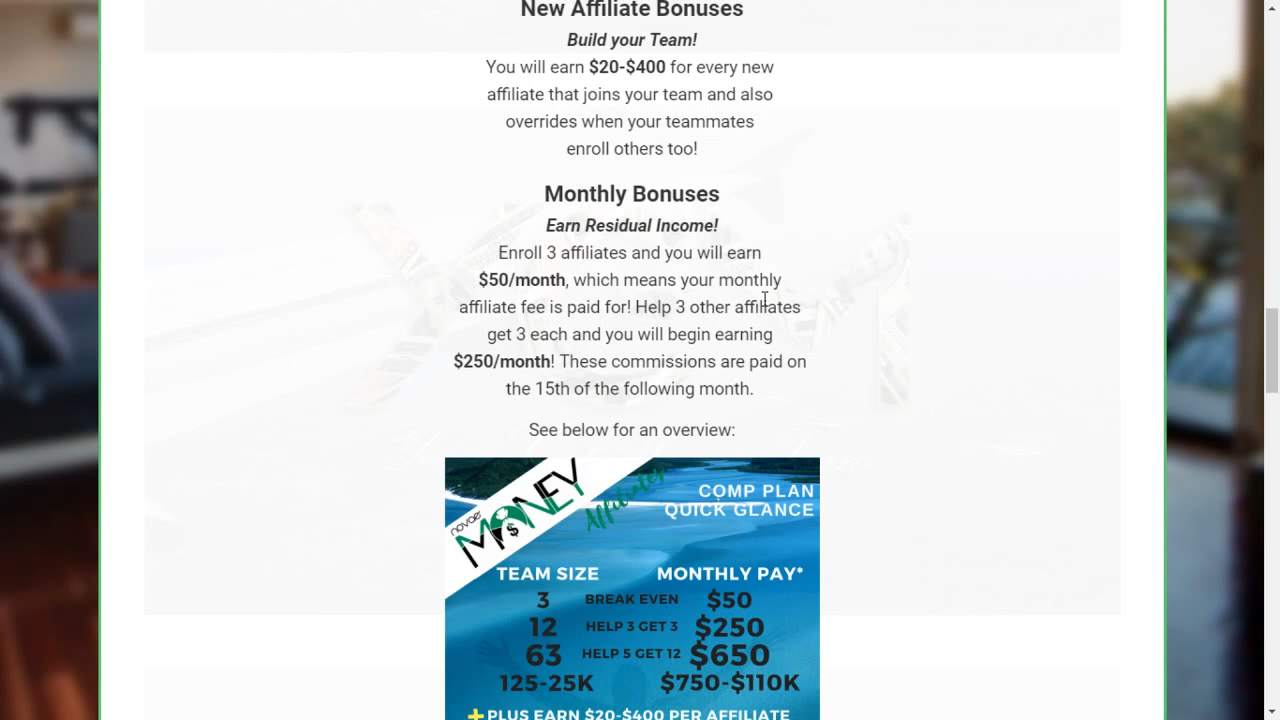 New Affiliate Bonuses
Build your Team!
You will earn $20-$400 for every new
affiliate that joins your team and also
overrides when your teammates
enroll others too!
Monthly Bonuses
Earn Residual Income!
Enroll 3 affiliates and you will earn
$50/month, which means your monthly
affiliate fee is paid for! Help 3 other affiliates
get 3 each and you will begin earning
$250/month! These commissions are paid on
the 15th of the following month.
See below for an overview:
novae MONEY Affiliates
COMP PLAN
QUICK GLANCE
TEAM SIZE MONTHLY PAY*
3 BREAK EVEN $50
12 HELP 3 GET 3 $250
63 HELP 5 GET 12 $650
125-25K $750-$110K
+PLUS EARN $20-$400 PER AFFILIATE